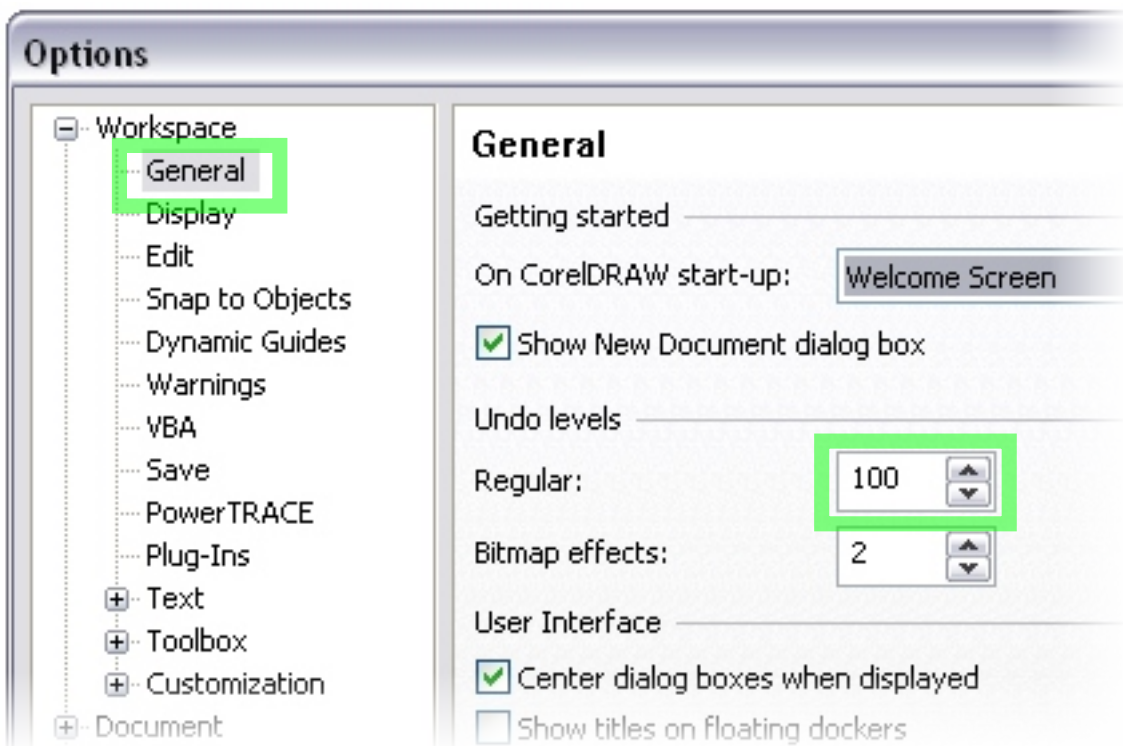 Options
Workspace
General
Display
Edit
Snap to Objects
Dynamic Guides
Warnings
VBA
Save
PowerTRACE
Plug-Ins
Text
Toolbox
Customization
Document
General
Getting started
On CorelDRAW start-up: Welcome Screen
Show New Document dialog box
Undo levels
Regular: 100
Bitmap effects: 2
User Interface
Center dialog boxes when displayed
Show titles on floating dockers